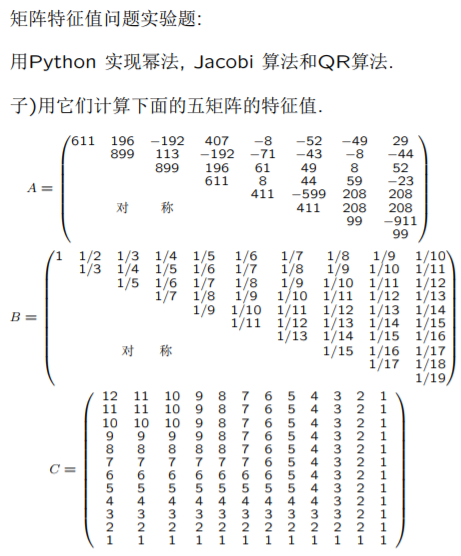 矩阵特征值问题实验题:
用Python 实现幂法, Jacobi 算法和QR算法.
子)用它们计算下面的五矩阵的特征值.
611 196 −192 407 −8 −52 −49 29
899 113 −192 −71 −43 −8 −44
899 196 61 49 8 52
A = 611 8 44 59 −23
411 −599 208 208
对 称 411 208 208
99 −911
99
1 1/2 1/3 1/4 1/5 1/6 1/7 1/8 1/9 1/10
1/3 1/4 1/5 1/6 1/7 1/8 1/9 1/10 1/11
1/5 1/6 1/7 1/8 1/9 1/10 1/11 1/12
1/7 1/8 1/9 1/10 1/11 1/12 1/13
B = 1/9 1/10 1/11 1/12 1/13 1/14
1/11 1/12 1/13 1/14 1/15
1/13 1/14 1/15 1/16
对 称 1/15 1/16 1/17
1/17 1/18
1/19
12 11 10 9 8 7 6 5 4 3 2 1
11 11 10 9 8 7 6 5 4 3 2 1
10 10 10 9 8 7 6 5 4 3 2 1
9 9 9 9 8 7 6 5 4 3 2 1
8 8 8 8 8 7 6 5 4 3 2 1
C = 7 7 7 7 7 7 6 5 4 3 2 1
6 6 6 6 6 6 6 5 4 3 2 1
5 5 5 5 5 5 5 5 4 3 2 1
4 4 4 4 4 4 4 4 4 3 2 1
3 3 3 3 3 3 3 3 3 3 2 1
2 2 2 2 2 2 2 2 2 2 2 1
1 1 1 1 1 1 1 1 1 1 1 1